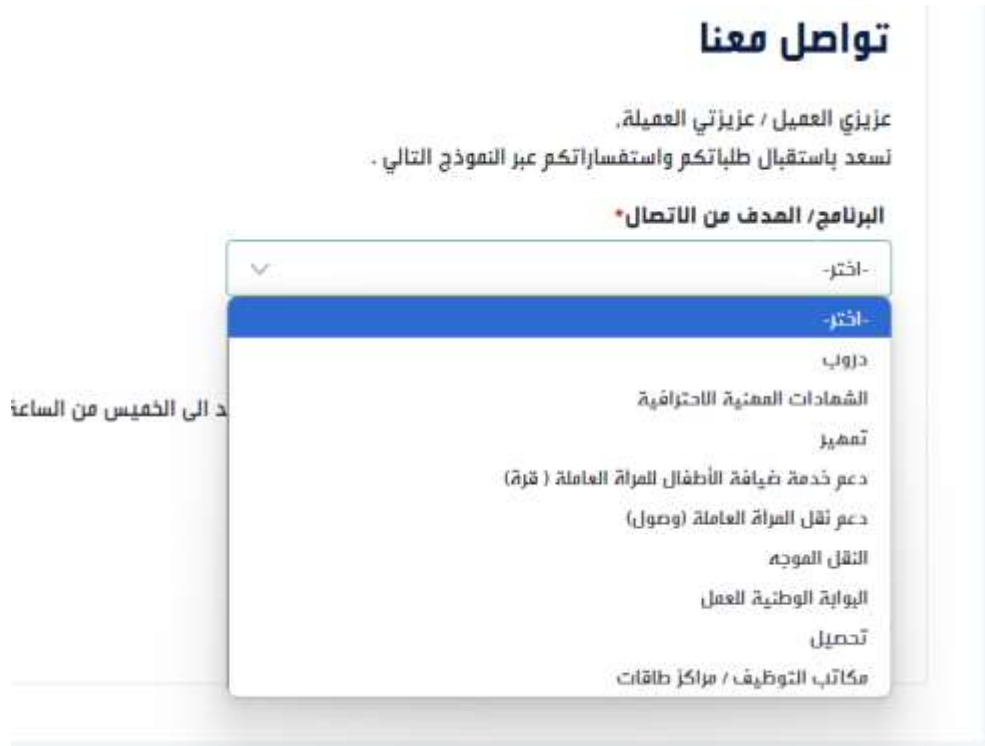 تواصل معنا
عزيزي العميل / عزيزتي العميلة،
نسعد باستقبال طلباتكم واستفساراتكم عبر النموذج التالي .
البرنامج/ الهدف من الاتصال*
-اختر-
-اختر-
دروب
الشهادات المهنية الاحترافية
د الى الخميس من الساعة
تمهير
دعم خدمة ضيافة الأطفال للمرأة العاملة ( قرة)
دعم نقل المرأة العاملة (وصول)
النقل الموجه
البوابة الوطنية للعمل
تحصيل
مكاتب التوظيف / مراكز طاقات